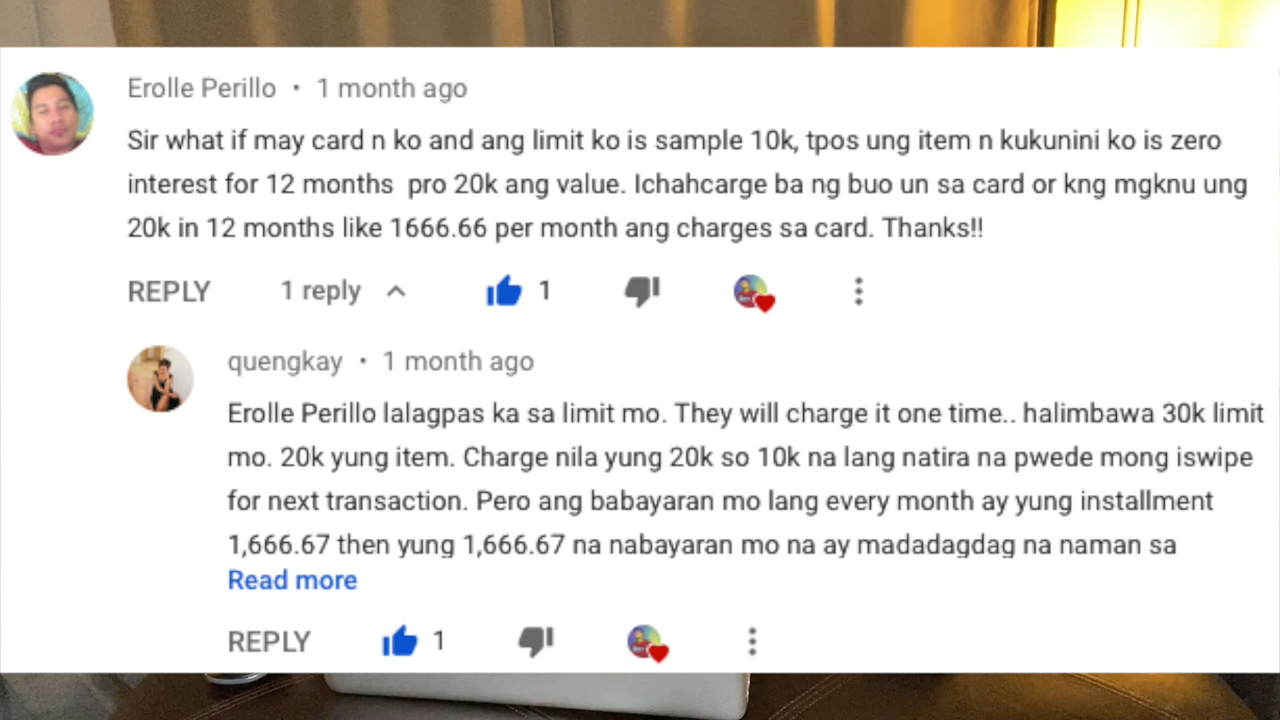 Erolle Perillo • 1 month ago
Sir what if may card n ko and ang limit ko is sample 10k, tpos ung item n kukunini ko is zero
interest for 12 months pro 20k ang value. Ichahcarge ba ng buo un sa card or kng mgknu ung
20k in 12 months like 1666.66 per month ang charges sa card. Thanks!!
REPLY 1 reply 1
quengkay • 1 month ago
Erolle Perillo lalagpas ka sa limit mo. They will charge it one time.. halimbawa 30k limit
mo. 20k yung item. Charge nila yung 20k so 10k na lang natira na pwede mong iswipe
for next transaction. Pero ang babayaran mo lang every month ay yung installment
1,666.67 then yung 1,666.67 na nabayaran mo na ay madadagdag na naman sa
Read more
REPLY 1